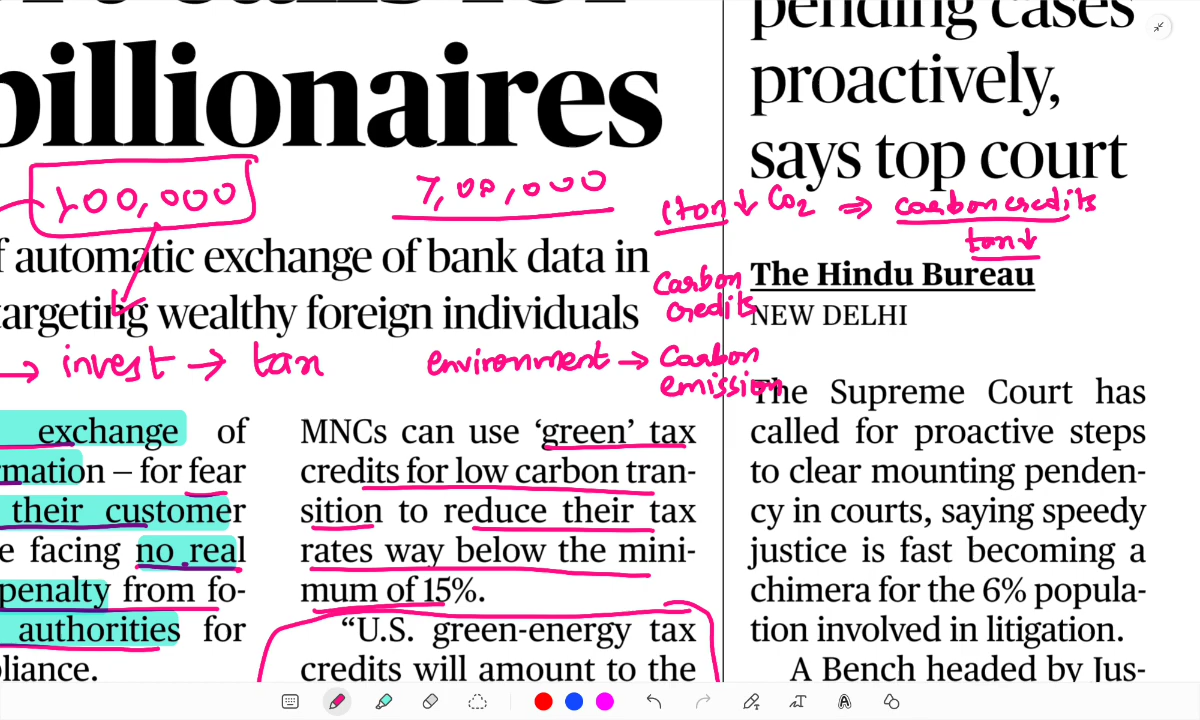 billionaires
100,000
7,00,000
f automatic exchange of bank data in
targeting wealthy foreign individuals
→ invest → tax
environment → Carbon
emission
Carbon
credits
1 ton ↓ CO2 ⇒ carbon credits
tax ↓
exchange of
rmation – for fear
their customer
e facing no real
penalty from fo-
authorities for
liance.
MNCs can use ‘green’ tax
credits for low carbon tran-
sition to reduce their tax
rates way below the mini-
mum of 15%.
“U.S. green-energy tax
credits will amount to the
pending cases
proactively,
says top court
The Hindu Bureau
NEW DELHI
The Supreme Court has
called for proactive steps
to clear mounting penden-
cy in courts, saying speedy
justice is fast becoming a
chimera for the 6% popula-
tion involved in litigation.
A Bench headed by Jus-